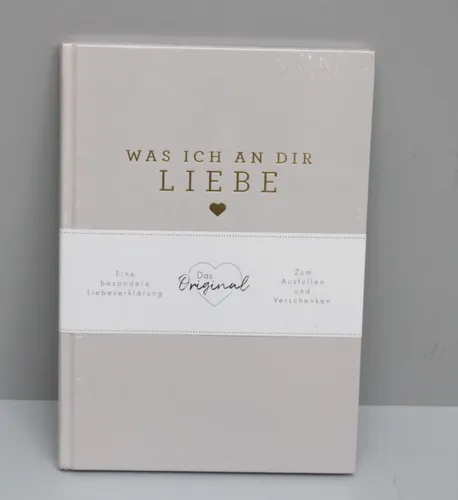 WAS ICH AN DIR
LIEBE
Eine
besondere
Liebeserklärung
Das
Original
Zum
Ausfüllen
und
Verschenken